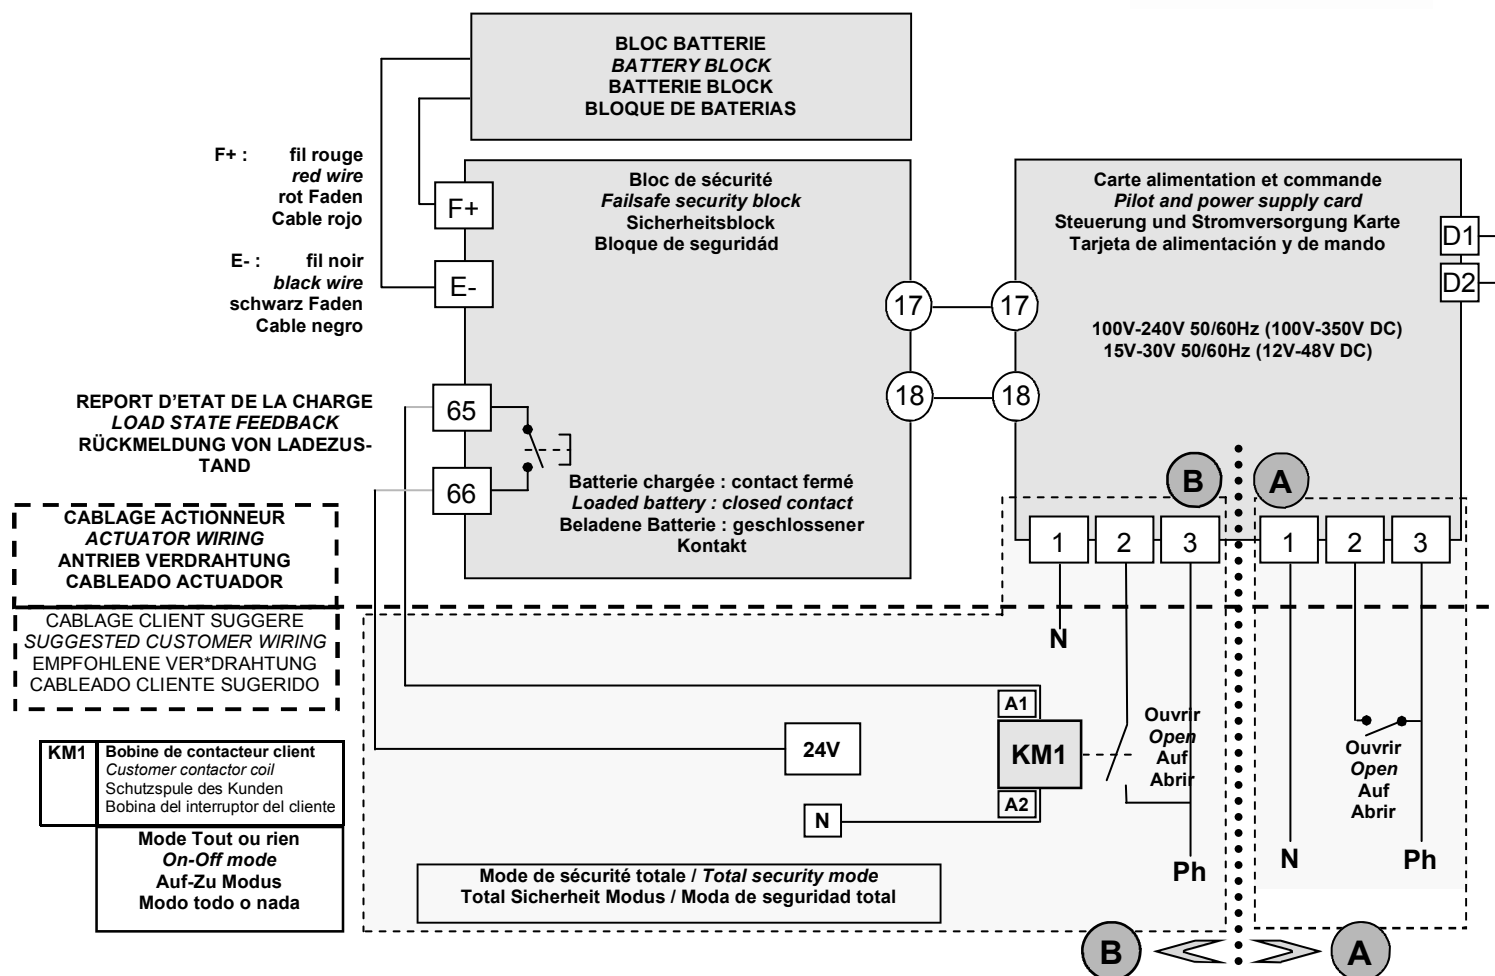 BLOC BATTERIE
BATTERY BLOCK
BATTERIE BLOCK
BLOQUE DE BATERIAS
F+ : fil rouge
red wire
rot Faden
Cable rojo
E- : fil noir
black wire
schwarz Faden
Cable negro
F+
E-
Bloc de sécurité
Failsafe security block
Sicherheitsblock
Bloque de seguridád
17
18
17
18
Carte alimentation et commande
Pilot and power supply card
Steuerung und Stromversorgung Karte
Tarjeta de alimentación y de mando
D1
D2
100V-240V 50/60Hz (100V-350V DC)
15V-30V 50/60Hz (12V-48V DC)
REPORT D'ETAT DE LA CHARGE
LOAD STATE FEEDBACK
RÜCKMELDUNG VON LADEZUS-
TAND
65
66
Batterie chargée : contact fermé
Loaded battery : closed contact
Beladene Batterie : geschlossener
Kontakt
B
A
1
2
3
1
2
3
CABLAGE ACTIONNEUR
ACTUATOR WIRING
ANTRIEB VERDRAHTUNG
CABLEADO ACTUADOR
CABLAGE CLIENT SUGGERE
SUGGESTED CUSTOMER WIRING
EMPFOHLENE VER*DRAHTUNG
CABLEADO CLIENTE SUGERIDO
N
A1
KM1
A2
24V
N
Ouvrir
Open
Auf
Abrir
Ph
Ouvrir
Open
Auf
Abrir
N
Ph
KM1
Bobine de contacteur client
Customer contactor coil
Schutzspule des Kunden
Bobina del interruptor del cliente
Mode Tout ou rien
On-Off mode
Auf-Zu Modus
Modo todo o nada
Mode de sécurité totale / Total security mode
Total Sicherheit Modus / Moda de seguridad total
B
A